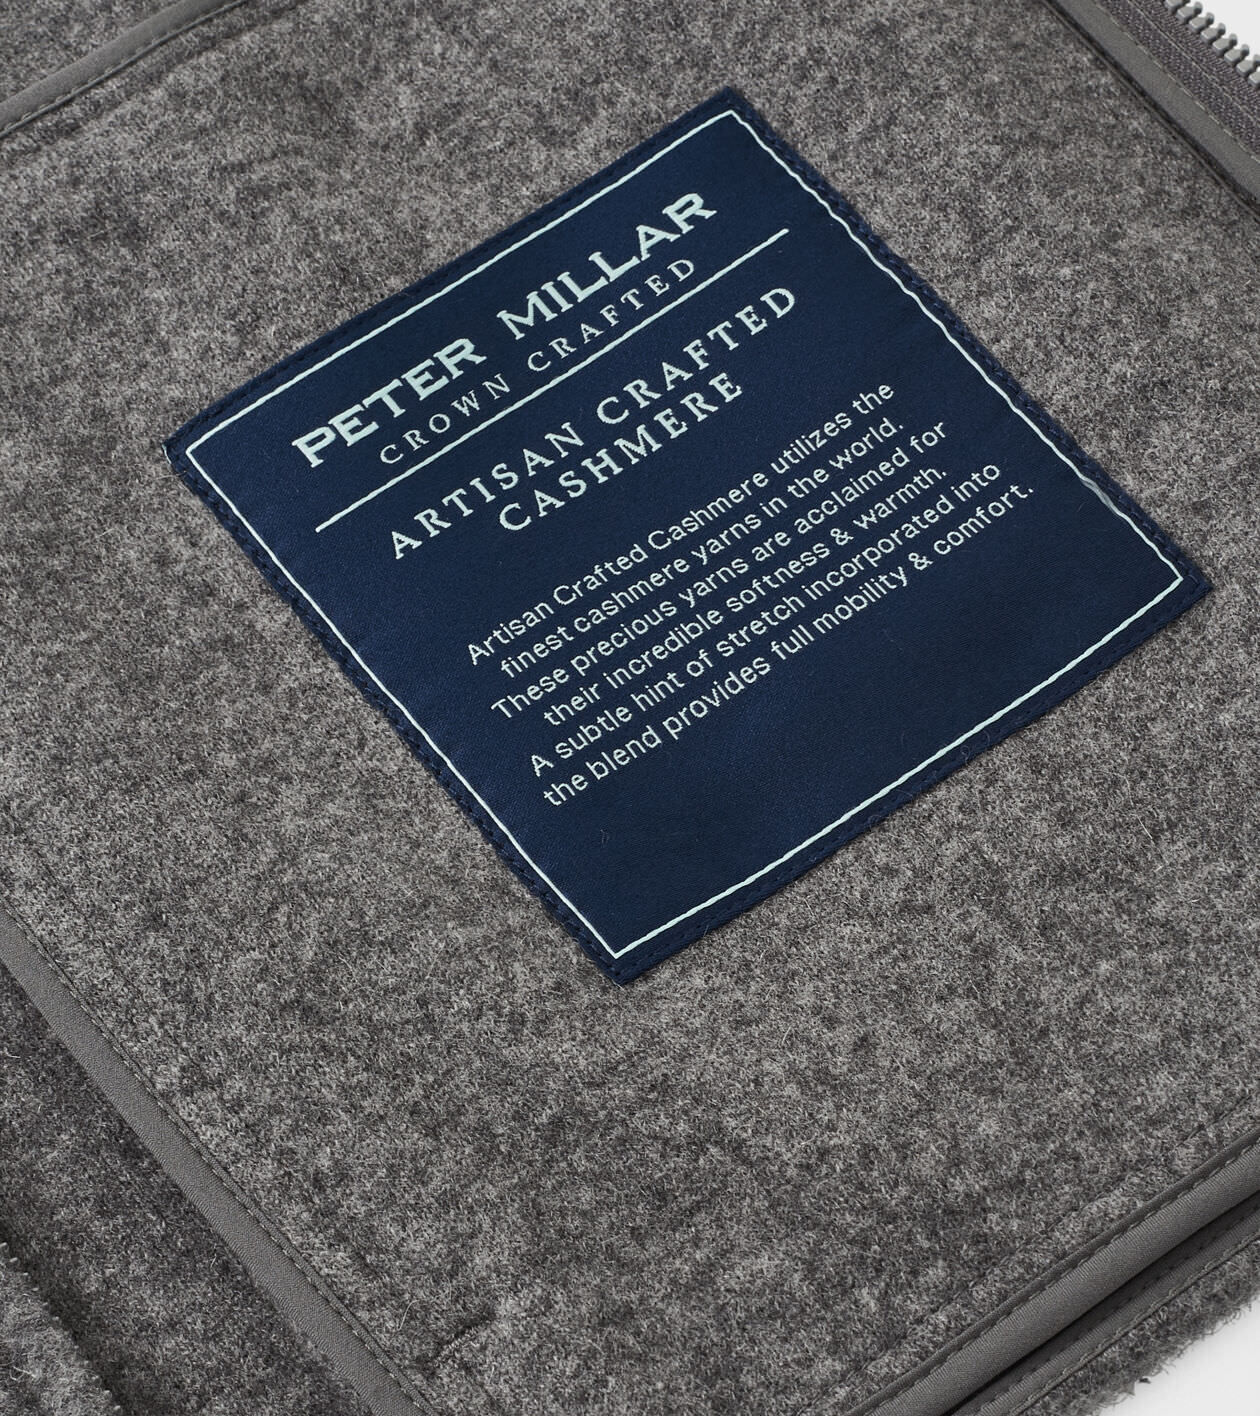 PETER MILLAR
CROWN CRAFTED
ARTISAN CRAFTED
CASHMERE
Artisan Crafted Cashmere utilizes the
finest cashmere yarns in the world.
These precious yarns are acclaimed for
their incredible softness & warmth.
A subtle hint of stretch incorporated into
the blend provides full mobility & comfort.